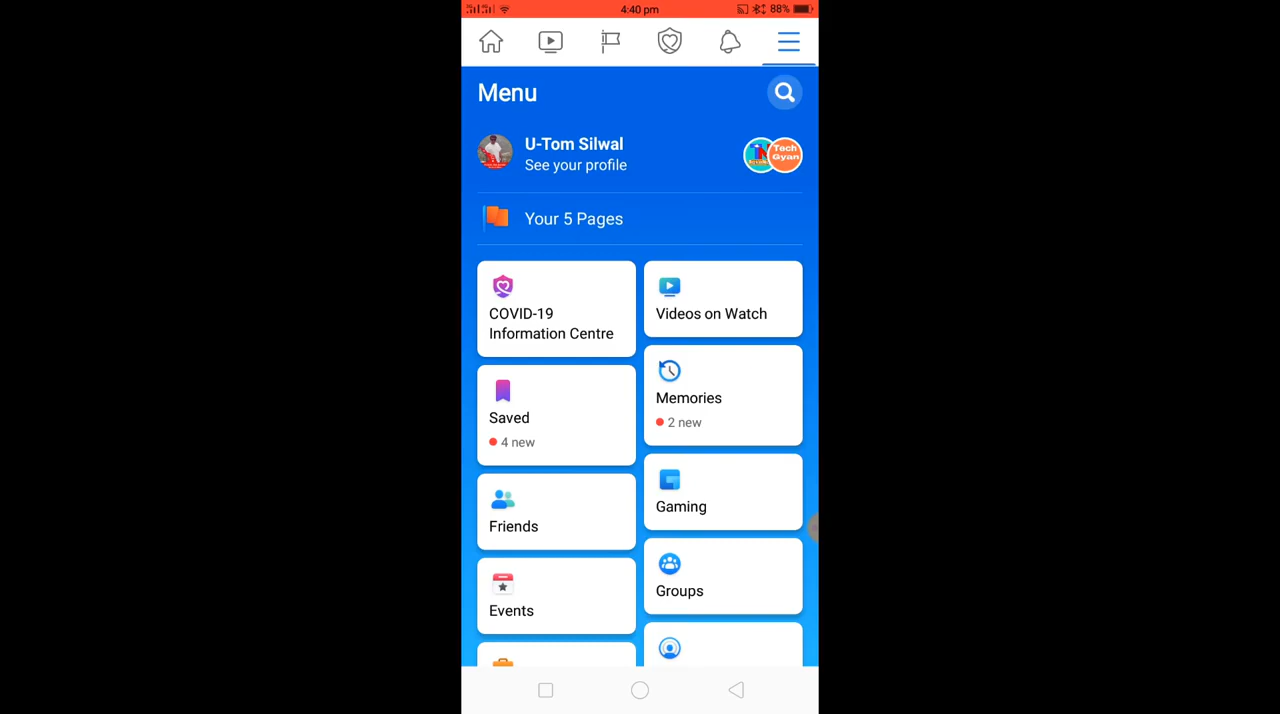 4:40 pm
88%
Menu
U-Tom Silwal
See your profile
Tech
Gyan
Your 5 Pages
COVID-19
Information Centre
Videos on Watch
Saved
4 new
Memories
2 new
Friends
Gaming
Events
Groups